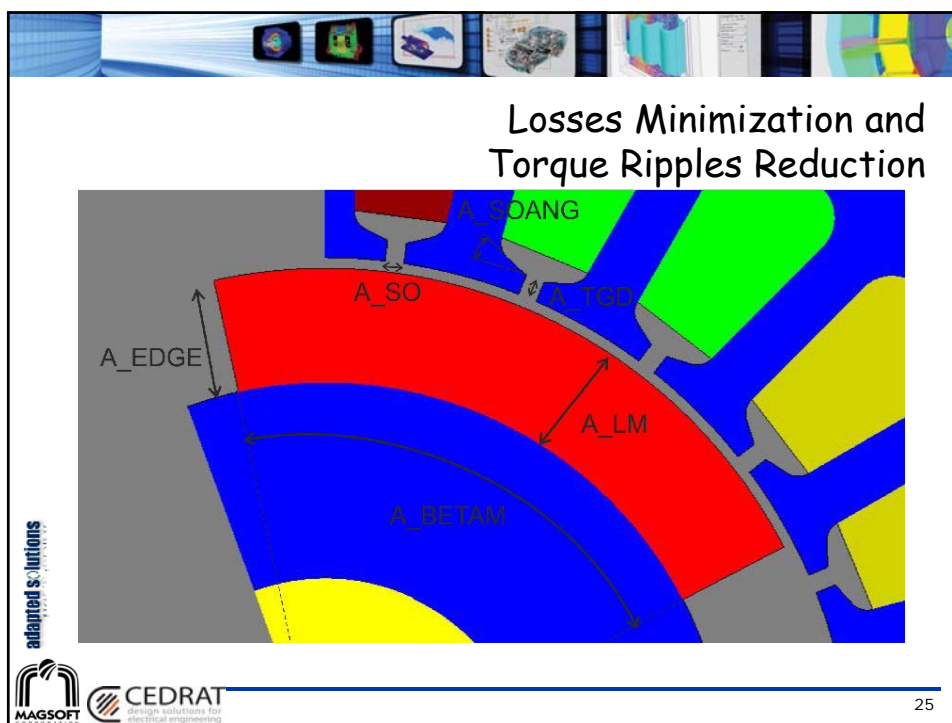 Losses Minimization and
Torque Ripples Reduction
A_SOANG
A_SO
A_TGD
A_EDGE
A_LM
A_BETAM
adapted solutions
MAGSOFT
CORPORATION
CEDRAT
design solutions for
electrical engineering
25